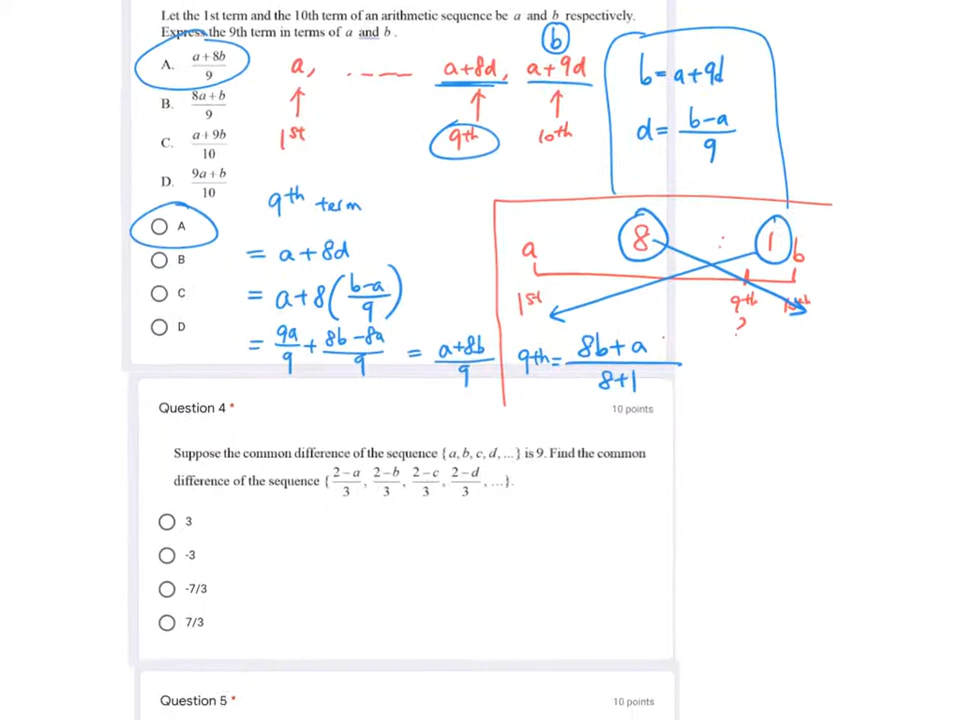 Let the 1st term and the 10th term of an arithmetic sequence be a and b respectively.
Express the 9th term in terms of a and b .
A. (a + 8b)/9
B. (8a + b)/9
C. (a + 9b)/10
D. (9a + b)/10
a, ...... a+8d, a+9d
b
1st 9th 10th
b = a+9d
d = (b-a)/9
A
B
C
D
9th term
= a+8d
= a+8((b-a)/9)
= 9a/9 + (8b-8a)/9 = (a+8b)/9
8 : 1
a b
1st 9th 10th
?
9th = (8b+a)/(8+1)
Question 4 *
10 points
Suppose the common difference of the sequence { a, b, c, d, ...} is 9. Find the common
difference of the sequence { (2-a)/3, (2-b)/3, (2-c)/3, (2-d)/3, ...}.
3
-3
-7/3
7/3
Question 5 *
10 points